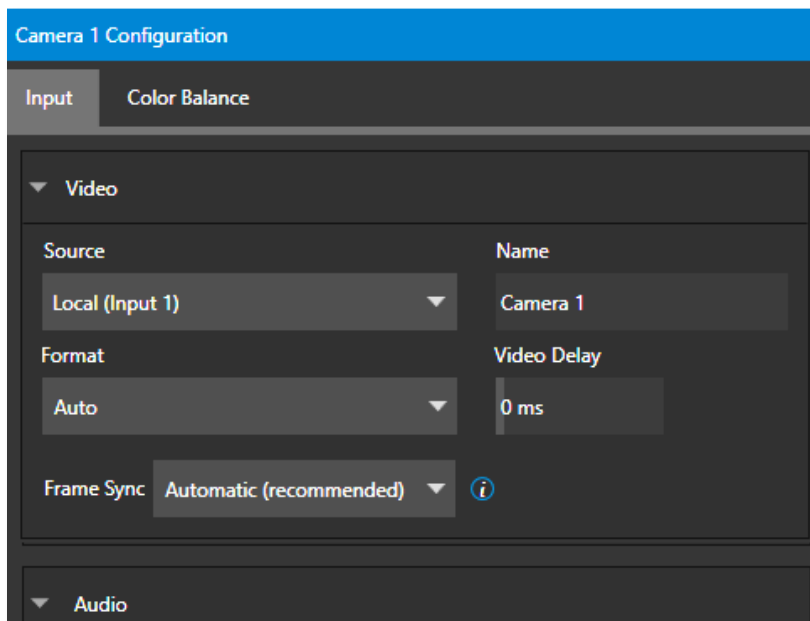 Camera 1 Configuration
Input Color Balance
Video
Source Name
Local (Input 1) Camera 1
Format Video Delay
Auto 0 ms
Frame Sync Automatic (recommended) i
Audio